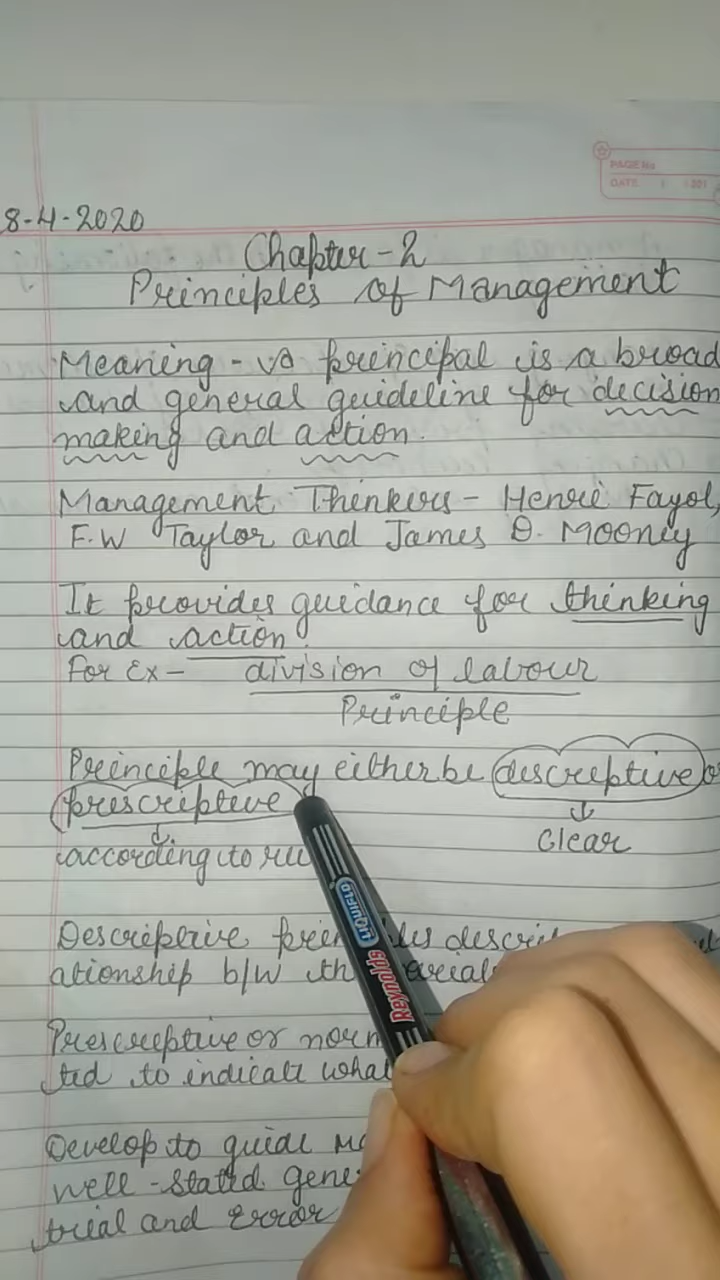 PAGE No
DATE
8-4-2020
Chapter-2
Principles of Management
Meaning - A principal is a broad
and general guideline for decision
making and action.
Management Thinkers - Henri Fayol,
F.W Taylor and James D. Mooney
It provides guidance for thinking
and action.
For Ex- division of labour
Principle
Principle may either be descriptive
prescriptive
Clear
according to
Descriptive
ationship b/w
Prescriptive or
ted to indicate
Develop to guide
well-stated
trial and Error
Reynolds LIQUIFLO